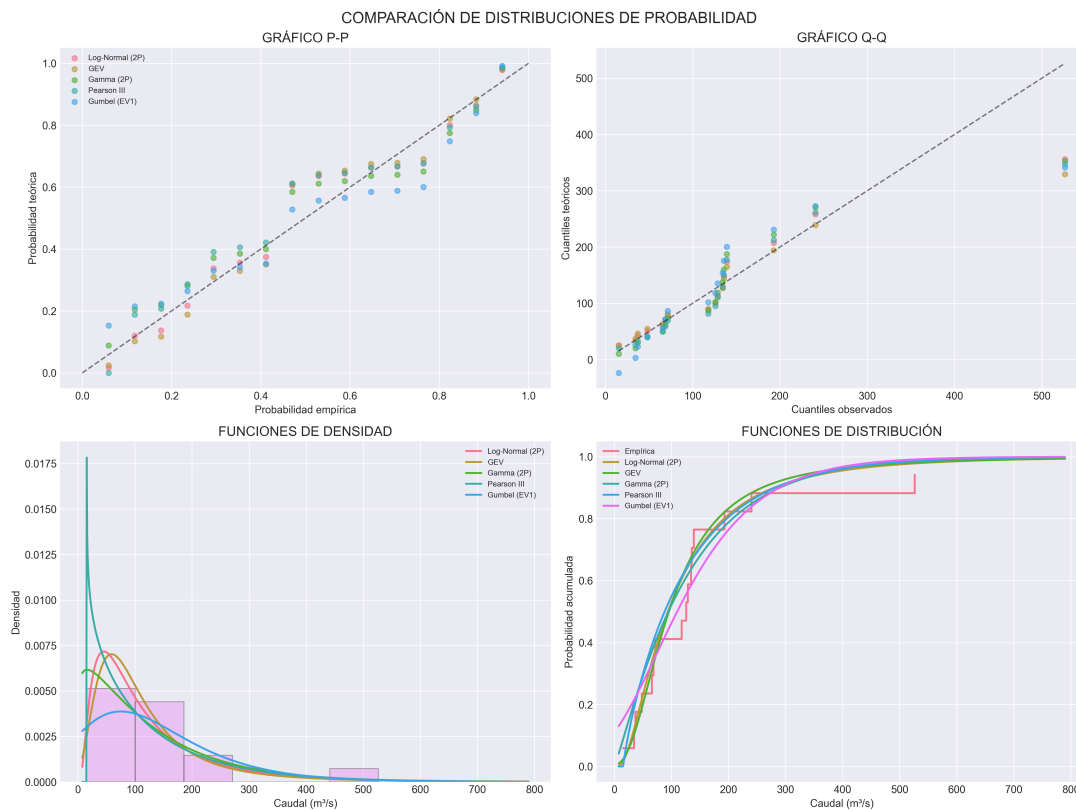 COMPARACIÓN DE DISTRIBUCIONES DE PROBABILIDAD
GRÁFICO P-P
Log-Normal (2P)
GEV
Gamma (2P)
Pearson III
Gumbel (EV1)
Probabilidad teórica
1.0
0.8
0.6
0.4
0.2
0.0
0.0 0.2 0.4 0.6 0.8 1.0
Probabilidad empírica
GRÁFICO Q-Q
Cuantiles teóricos
500
400
300
200
100
0
0 100 200 300 400 500
Cuantiles observados
FUNCIONES DE DENSIDAD
Log-Normal (2P)
GEV
Gamma (2P)
Pearson III
Gumbel (EV1)
Densidad
0.0175
0.0150
0.0125
0.0100
0.0075
0.0050
0.0025
0.0000
0 100 200 300 400 500 600 700 800
Caudal (m³/s)
FUNCIONES DE DISTRIBUCIÓN
Empírica
Log-Normal (2P)
GEV
Gamma (2P)
Pearson III
Gumbel (EV1)
Probabilidad acumulada
1.0
0.8
0.6
0.4
0.2
0.0
0 100 200 300 400 500 600 700 800
Caudal (m³/s)